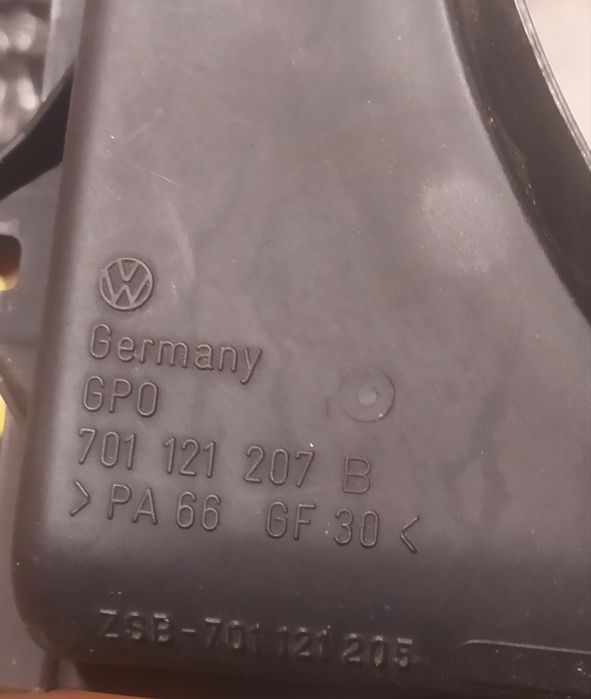 Germany
GPO
701 121 207 B
>PA 66 GF 30<
ZSB-701 121 205